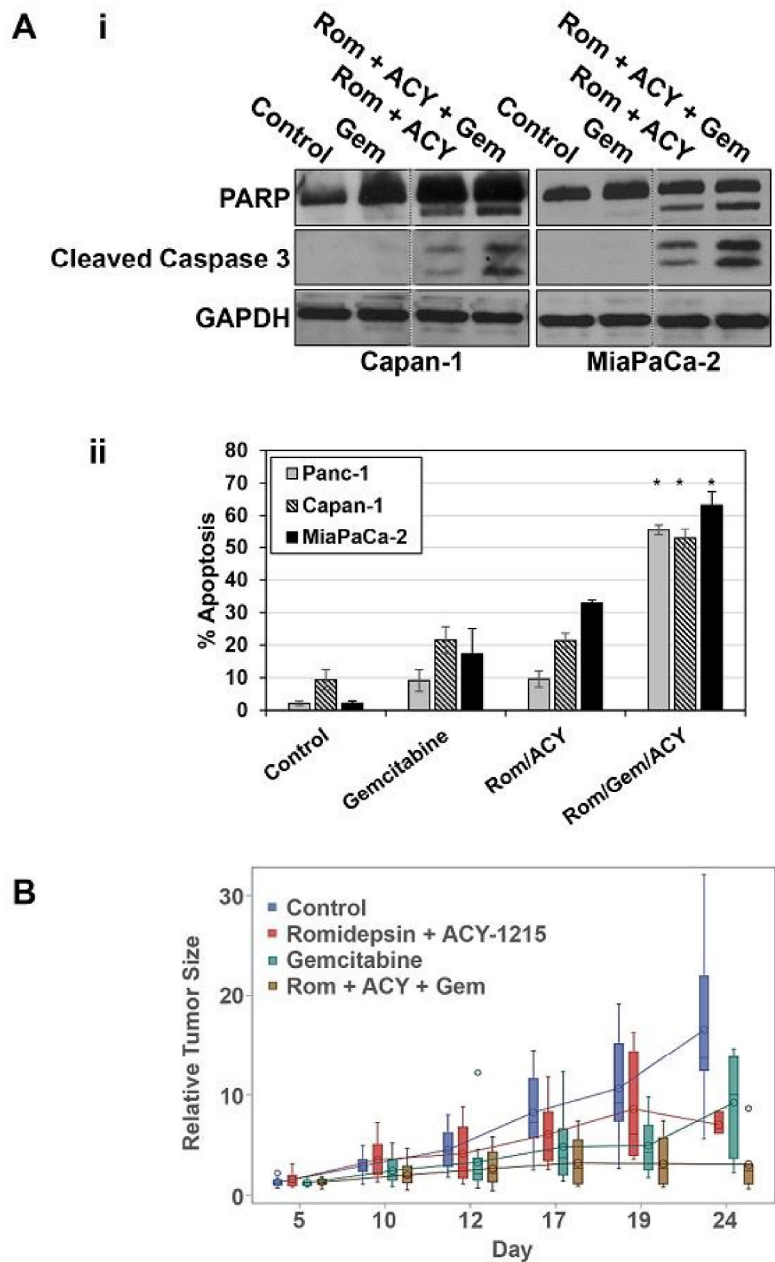 A i
Control
Gem
Rom + ACY
Rom + ACY + Gem
Control
Gem
Rom + ACY
Rom + ACY + Gem
PARP
Cleaved Caspase 3
GAPDH
Capan-1 MiaPaCa-2
ii
80
70
60
50
40
30
20
10
0
% Apoptosis
Panc-1
Capan-1
MiaPaCa-2
* * *
Control
Gemcitabine
Rom/ACY
Rom/Gem/ACY
B
30
20
10
0
Relative Tumor Size
Control
Romidepsin + ACY-1215
Gemcitabine
Rom + ACY + Gem
5 10 12 17 19 24
Day